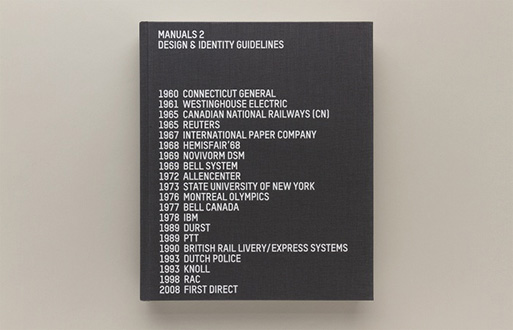 MANUALS 2
DESIGN & IDENTITY GUIDELINES
1960 CONNECTICUT GENERAL
1961 WESTINGHOUSE ELECTRIC
1965 CANADIAN NATIONAL RAILWAYS (CN)
1965 REUTERS
1967 INTERNATIONAL PAPER COMPANY
1968 HEMISFAIR'68
1969 NOVIVORM DSM
1969 BELL SYSTEM
1972 ALLENCENTER
1973 STATE UNIVERSITY OF NEW YORK
1976 MONTREAL OLYMPICS
1977 BELL CANADA
1978 IBM
1989 DURST
1989 PTT
1990 BRITISH RAIL LIVERY/EXPRESS SYSTEMS
1993 DUTCH POLICE
1993 KNOLL
1998 RAC
2008 FIRST DIRECT